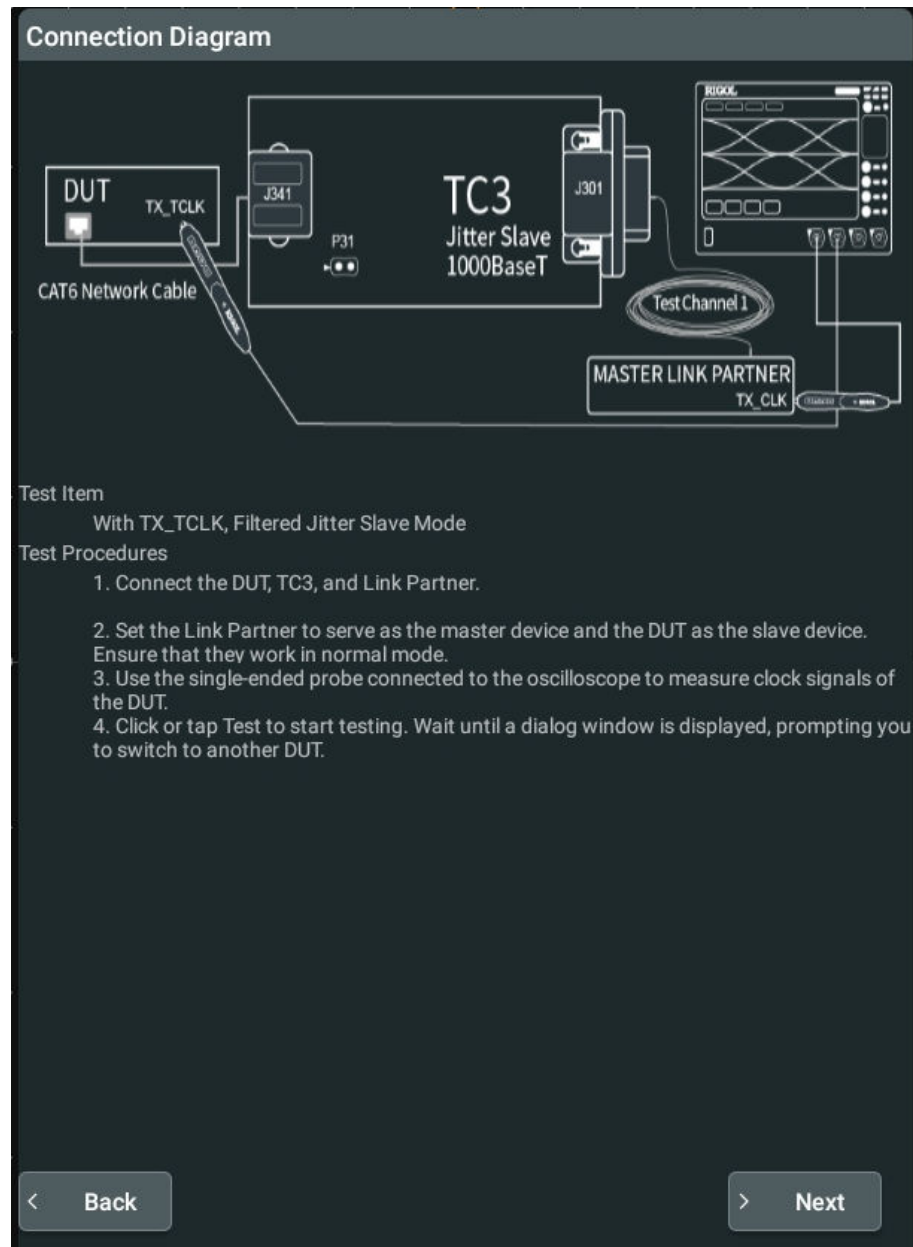 Connection Diagram
RIGOL
DUT
TX_TCLK
J341
TC3
Jitter Slave
1000BaseT
J301
P31
CAT6 Network Cable
Test Channel 1
MASTER LINK PARTNER
TX_CLK
Test Item
With TX_TCLK, Filtered Jitter Slave Mode
Test Procedures
1. Connect the DUT, TC3, and Link Partner.
2. Set the Link Partner to serve as the master device and the DUT as the slave device.
Ensure that they work in normal mode.
3. Use the single-ended probe connected to the oscilloscope to measure clock signals of
the DUT.
4. Click or tap Test to start testing. Wait until a dialog window is displayed, prompting you
to switch to another DUT.
< Back
> Next